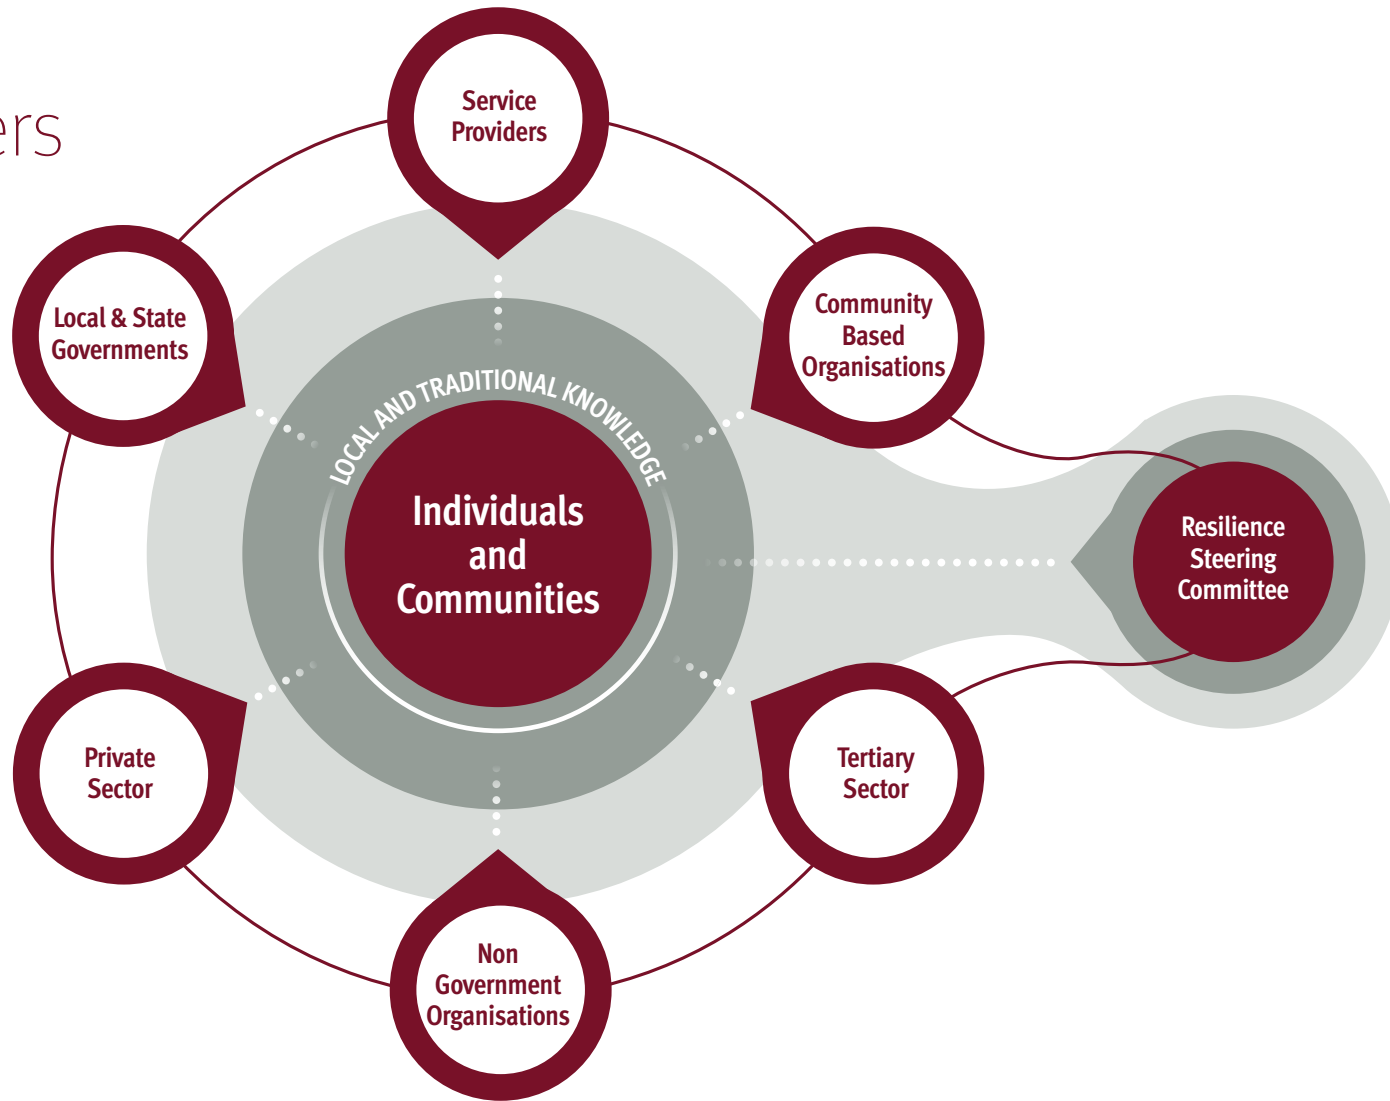 ers
Service
Providers
Local & State
Governments
Community
Based
Organisations
LOCAL AND TRADITIONAL KNOWLEDGE
Individuals
and
Communities
Resilience
Steering
Committee
Private
Sector
Tertiary
Sector
Non
Government
Organisations